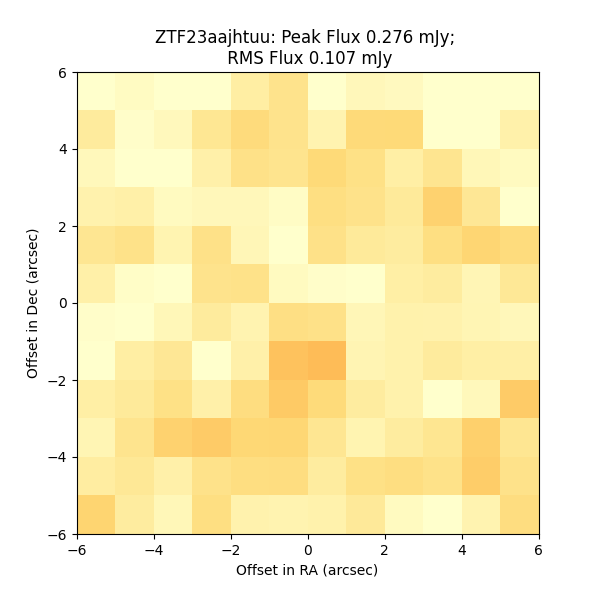 ZTF23aajhtuu: Peak Flux 0.276 mJy;
RMS Flux 0.107 mJy
6
4
2
0
−2
−4
−6
Offset in Dec (arcsec)
−6 −4 −2 0 2 4 6
Offset in RA (arcsec)